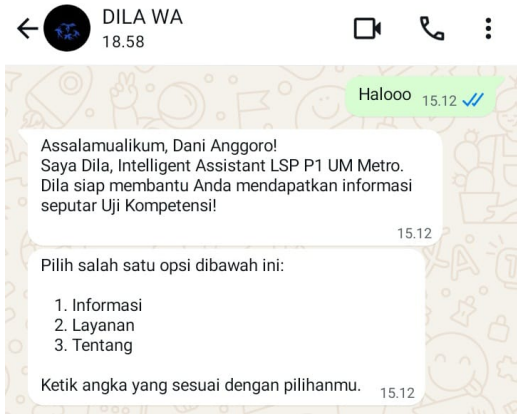 DILA WA
18.58
Halooo 15.12
Assalamualikum, Dani Anggoro!
Saya Dila, Intelligent Assistant LSP P1 UM Metro.
Dila siap membantu Anda mendapatkan informasi
seputar Uji Kompetensi!
15.12
Pilih salah satu opsi dibawah ini:
1. Informasi
2. Layanan
3. Tentang
Ketik angka yang sesuai dengan pilihanmu. 15.12